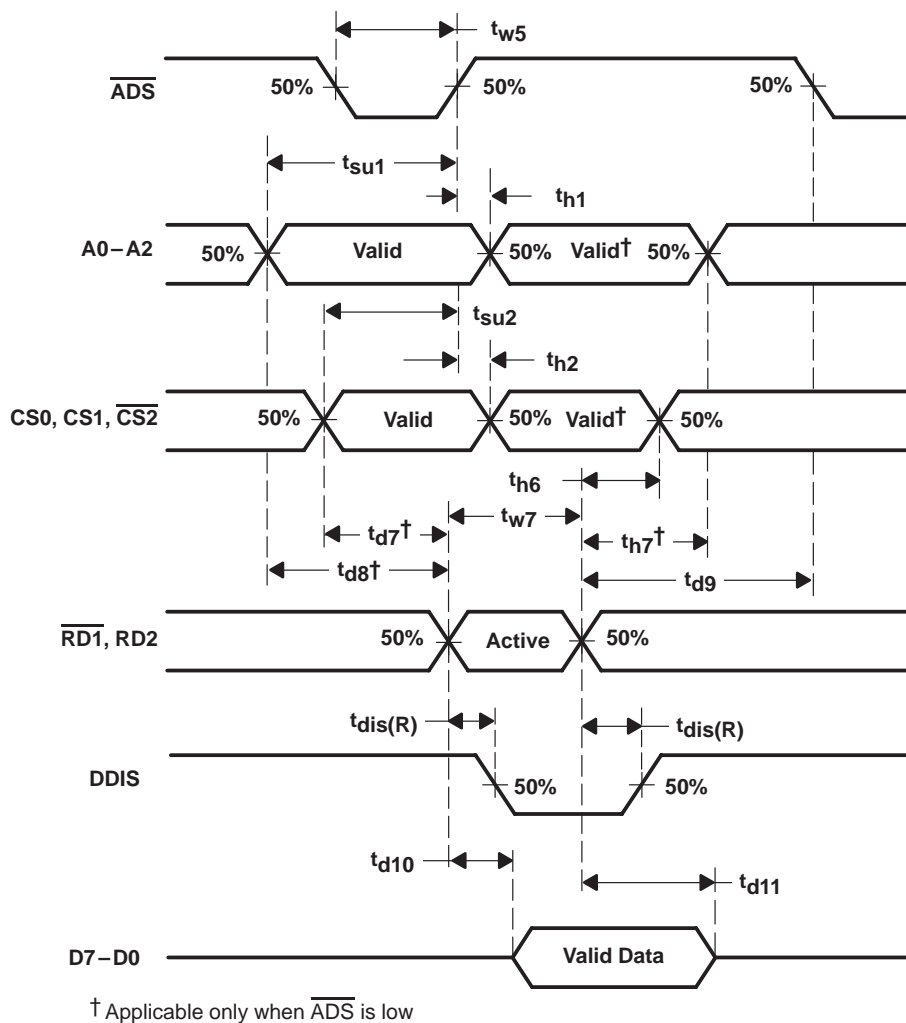 tw5
ADS
50%
50%
50%
tsu1
th1
A0–A2
50%
Valid
50%
Valid†
50%
tsu2
th2
CS0, CS1, CS2
50%
Valid
50%
Valid†
50%
th6
tw7
td7†
th7†
td8†
td9
RD1, RD2
50%
Active
50%
tdis(R)
tdis(R)
DDIS
50%
50%
td10
td11
D7–D0
Valid Data
† Applicable only when ADS is low